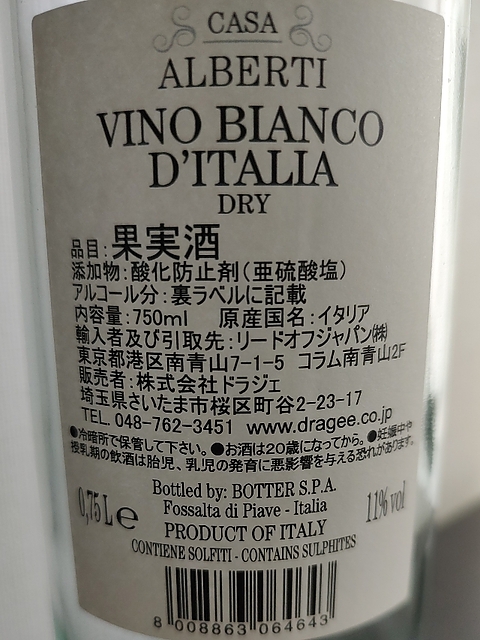 CASA
ALBERTI
VINO BIANCO
D'ITALIA
DRY
品目:果実酒
添加物:酸化防止剤(亜硫酸塩)
アルコール分:裏ラベルに記載
内容量:750ml 原産国名:イタリア
輸入者及び引取先:リードオフジャパン㈱
東京都港区南青山7-1-5 コラム南青山2F
販売者:株式会社ドラジェ
埼玉県さいたま市桜区町谷2-23-17
TEL. 048-762-3451 www.dragee.co.jp
●冷暗所で保管して下さい。●お酒は20歳になってから。●妊娠中や
授乳期の飲酒は胎児、乳児の発育に悪影響を与える恐れがあります。
Bottled by: BOTTER S.P.A.
Fossalta di Piave - Italia
0,75 L e
11% vol
PRODUCT OF ITALY
CONTIENE SOLFITI - CONTAINS SULPHITES
8 008863 064643